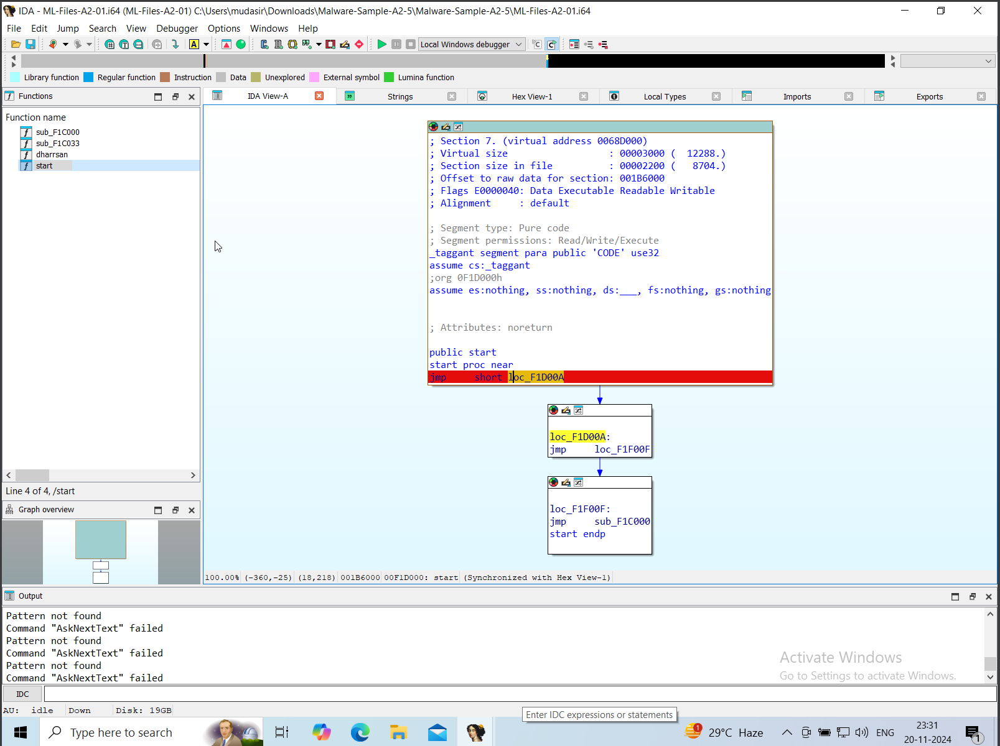 IDA - ML-Files-A2-01.i64 (ML-Files-A2-01) C:\Users\mudasir\Downloads\Malware-Sample-A2-5\Malware-Sample-A2-5\ML-Files-A2-01.i64
File Edit Jump Search View Debugger Options Windows Help
Local Windows debugger
Library function Regular function Instruction Data Unexplored External symbol Lumina function
Functions
IDA View-A Strings Hex View-1 Local Types Imports Exports
Function name
sub_F1C000
sub_F1C033
dharrsan
start
Line 4 of 4, /start
Graph overview
; Section 7. (virtual address 0068D000)
; Virtual size : 00003000 ( 12288.)
; Section size in file : 00002200 ( 8704.)
; Offset to raw data for section: 001B6000
; Flags E0000040: Data Executable Readable Writable
; Alignment : default
; Segment type: Pure code
; Segment permissions: Read/Write/Execute
_taggant segment para public 'CODE' use32
assume cs:_taggant
;org 0F1D000h
assume es:nothing, ss:nothing, ds:___, fs:nothing, gs:nothing
; Attributes: noreturn
public start
start proc near
jmp short loc_F1D00A
loc_F1D00A:
jmp loc_F1F00F
loc_F1F00F:
jmp sub_F1C000
start endp
100.00% (-360,-25) (18,218) 001B6000 00F1D000: start (Synchronized with Hex View-1)
Output
Pattern not found
Command "AskNextText" failed
Pattern not found
Command "AskNextText" failed
Pattern not found
Command "AskNextText" failed
Activate Windows
Go to Settings to activate Windows.
IDC
AU: idle Down Disk: 19GB
Enter IDC expressions or statements
Type here to search
1 29°C Haze
ENG
23:31
20-11-2024
1